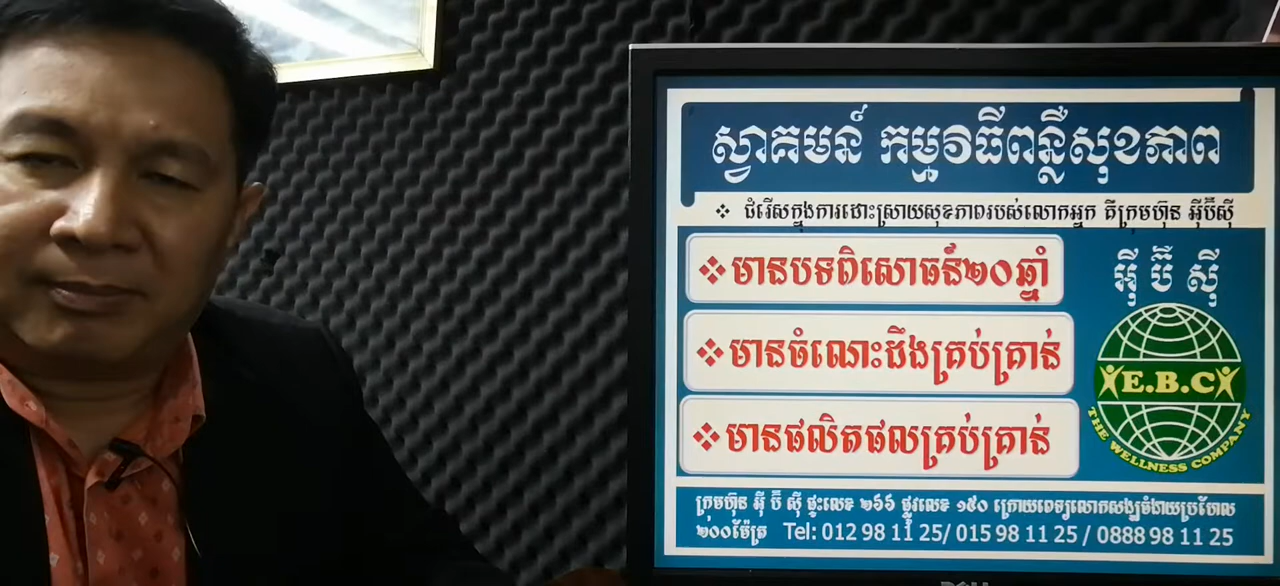 ស្វាគមន៍ កម្មវិធីពន្លឺសុខភាព
❖ ជំរើសក្នុងការដោះស្រាយសុខភាពរបស់លោកអ្នក គឺក្រុមហ៊ុន អ៊ីប៊ីស៊ី
❖មានបទពិសោធន៍២០ឆ្នាំ
❖មានចំណេះដឹងគ្រប់គ្រាន់
❖មានផលិតផលគ្រប់គ្រាន់
អ៊ី ប៊ី ស៊ី
E.B.C
THE WELLNESS COMPANY
ក្រុមហ៊ុន អ៊ី ប៊ី ស៊ី ផ្ទះលេខ ២៦៦ ផ្លូវលេខ ១៥០ ក្រោយពេទ្យលោកសង្ឃចំងាយប្រហែល
២០០ម៉ែត្រ Tel: 012 98 11 25/ 015 98 11 25 / 0888 98 11 25